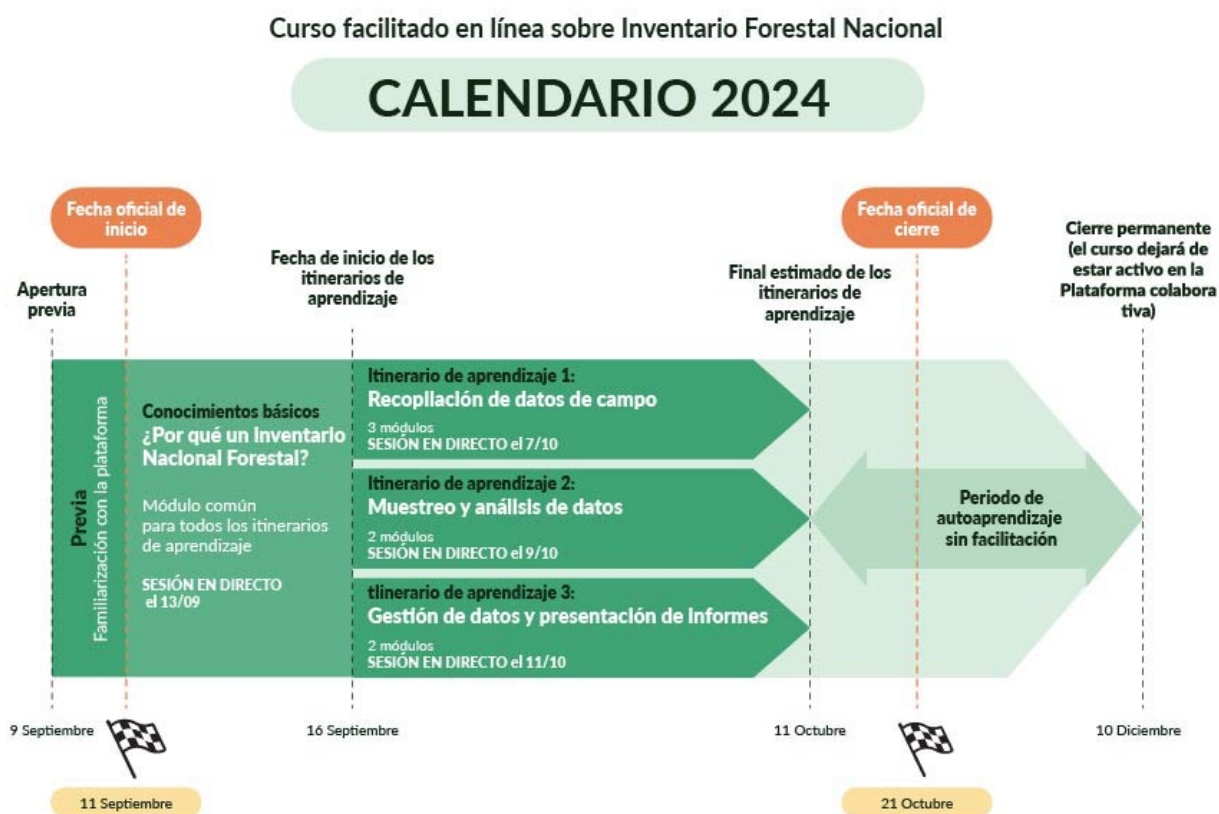 Curso facilitado en línea sobre Inventario Forestal Nacional
CALENDARIO 2024
Fecha oficial de
inicio
Fecha oficial de
cierre
Apertura
previa
Fecha de inicio de los
itinerarios de
aprendizaje
Final estimado de los
itinerarios de
aprendizaje
Cierre permanente
(el curso dejará de
estar activo en la
Plataforma colabora
tiva)
Previa
Familiarización con la plataforma
Conocimientos básicos
¿Por qué un Inventario
Nacional Forestal?
Módulo común
para todos los itinerarios
de aprendizaje
SESIÓN EN DIRECTO
el 13/09
Itinerario de aprendizaje 1:
Recopilación de datos de campo
3 módulos
SESIÓN EN DIRECTO el 7/10
Itinerario de aprendizaje 2:
Muestreo y análisis de datos
2 módulos
SESIÓN EN DIRECTO el 9/10
tlinerario de aprendizaje 3:
Gestión de datos y presentación de informes
2 módulos
SESIÓN EN DIRECTO el 11/10
Periodo de
autoaprendizaje
sin facilitación
9 Septiembre
16 Septiembre
11 Octubre
10 Diciembre
11 Septiembre
21 Octubre